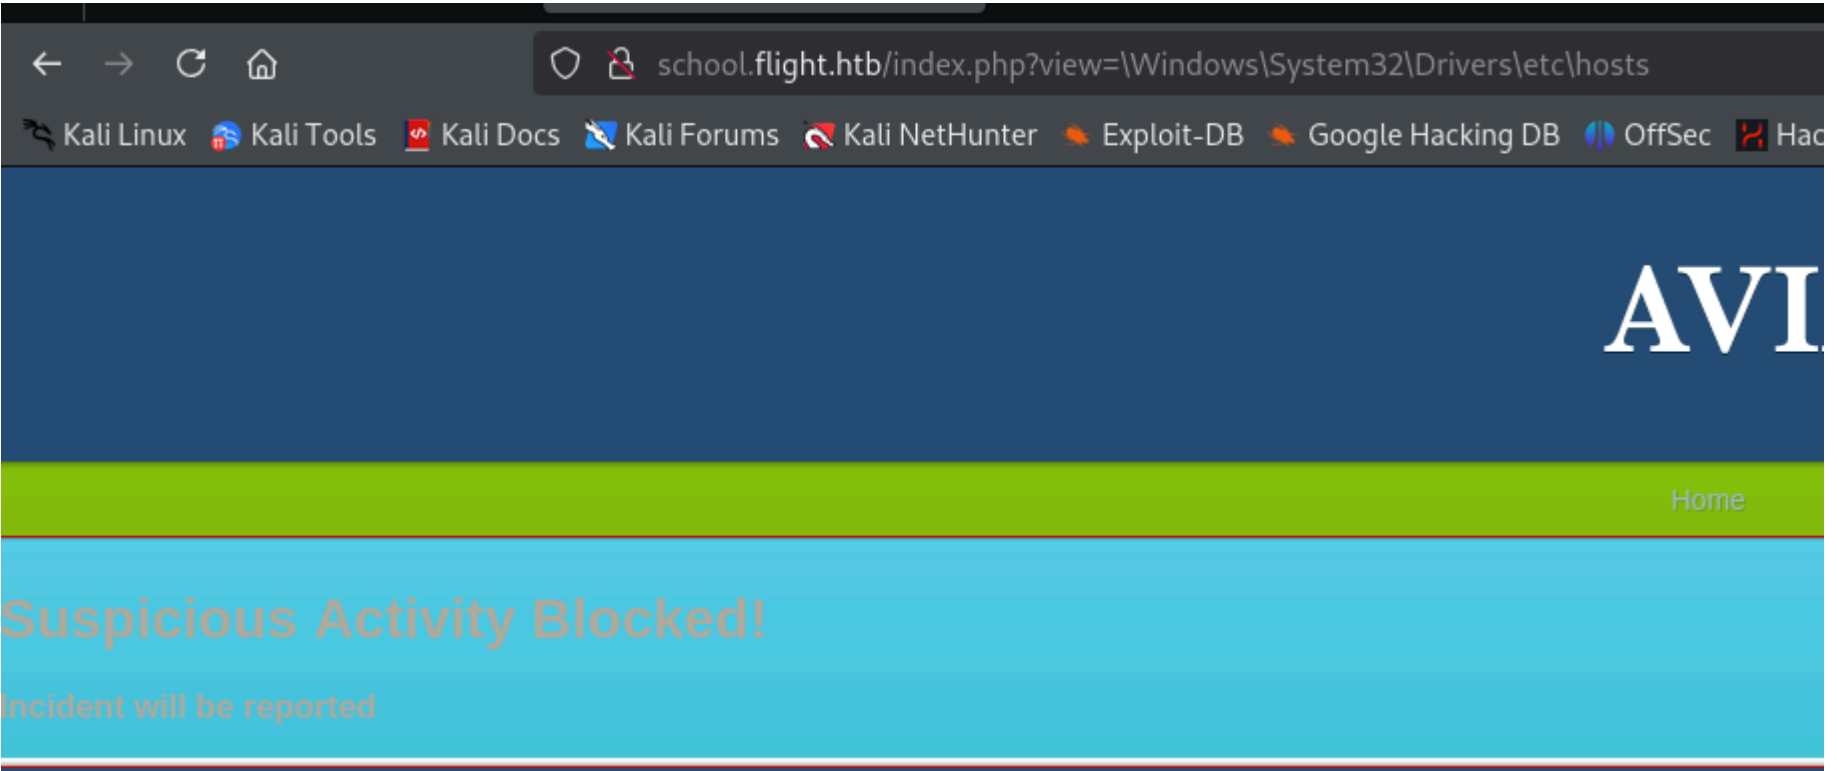 school.flight.htb/index.php?view=\Windows\System32\Drivers\etc\hosts
Kali Linux Kali Tools Kali Docs Kali Forums Kali NetHunter Exploit-DB Google Hacking DB OffSec Hac
AVI
Home
Suspicious Activity Blocked!
Incident will be reported